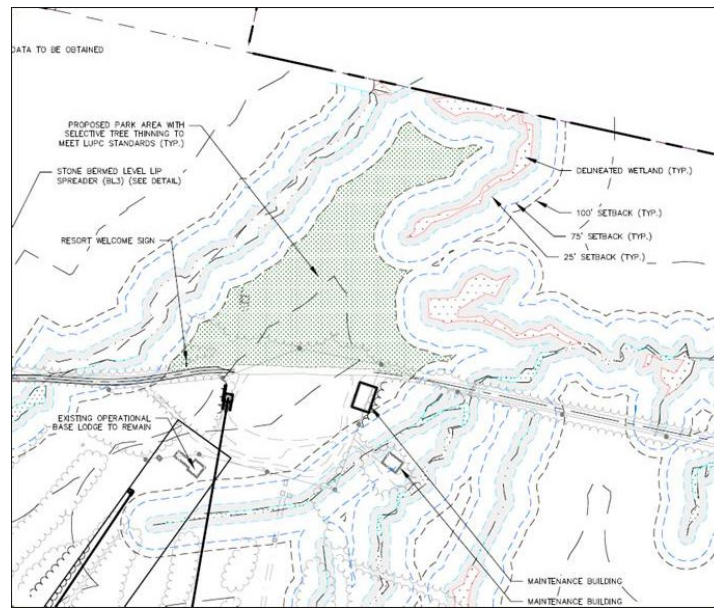 DATA TO BE OBTAINED
PROPOSED PARK AREA WITH
SELECTIVE TREE THINNING TO
MEET LUPC STANDARDS (TYP.)
STONE BERMED LEVEL LIP
SPREADER (BL3) (SEE DETAIL)
DELINEATED WETLAND (TYP.)
100' SETBACK (TYP.)
75' SETBACK (TYP.)
25' SETBACK (TYP.)
RESORT WELCOME SIGN
EXISTING OPERATIONAL
BASE LODGE TO REMAIN
MAINTENANCE BUILDING
MAINTENANCE BUILDING